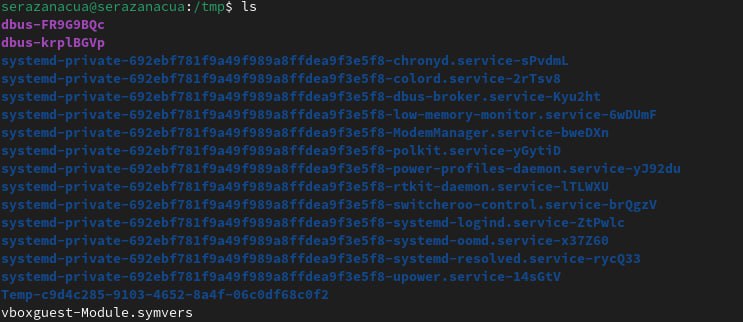 serazanacua@serazanacua:/tmp$ ls
dbus-FR9G9BQc
dbus-krplBGVp
systemd-private-692ebf781f9a49f989a8ffdea9f3e5f8-chronyd.service-sPvdmL
systemd-private-692ebf781f9a49f989a8ffdea9f3e5f8-colord.service-2rTsv8
systemd-private-692ebf781f9a49f989a8ffdea9f3e5f8-dbus-broker.service-Kyu2ht
systemd-private-692ebf781f9a49f989a8ffdea9f3e5f8-low-memory-monitor.service-6wDUmF
systemd-private-692ebf781f9a49f989a8ffdea9f3e5f8-ModemManager.service-bweDXn
systemd-private-692ebf781f9a49f989a8ffdea9f3e5f8-polkit.service-yGytiD
systemd-private-692ebf781f9a49f989a8ffdea9f3e5f8-power-profiles-daemon.service-yJ92du
systemd-private-692ebf781f9a49f989a8ffdea9f3e5f8-rtkit-daemon.service-lTLWXU
systemd-private-692ebf781f9a49f989a8ffdea9f3e5f8-switcheroo-control.service-brQgzV
systemd-private-692ebf781f9a49f989a8ffdea9f3e5f8-systemd-logind.service-ZtPwlc
systemd-private-692ebf781f9a49f989a8ffdea9f3e5f8-systemd-oomd.service-x37Z60
systemd-private-692ebf781f9a49f989a8ffdea9f3e5f8-systemd-resolved.service-rycQ33
systemd-private-692ebf781f9a49f989a8ffdea9f3e5f8-upower.service-14sGtV
Temp-c9d4c285-9103-4652-8a4f-06c0df68c0f2
vboxguest-Module.symvers